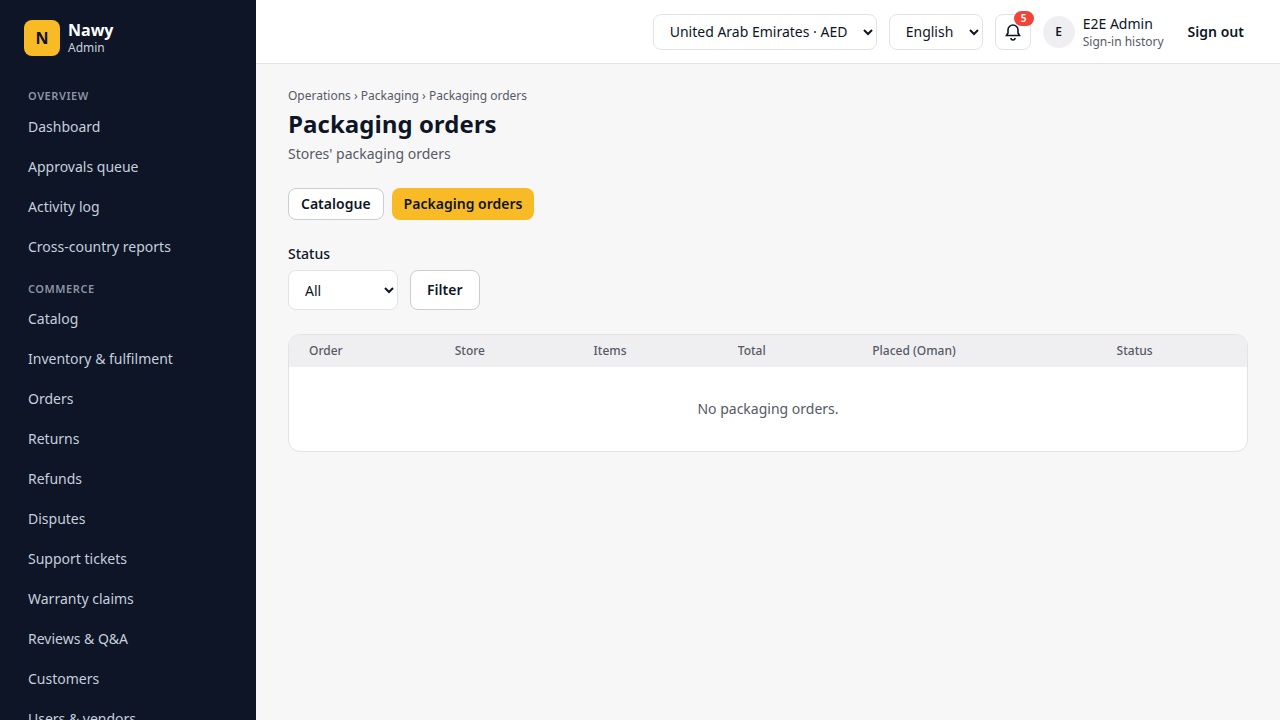 N
Nawy
Admin
United Arab Emirates · AED
English
5
E
E2E Admin
Sign-in history
Sign out
OVERVIEW
Dashboard
Approvals queue
Activity log
Cross-country reports
COMMERCE
Catalog
Inventory & fulfilment
Orders
Returns
Refunds
Disputes
Support tickets
Warranty claims
Reviews & Q&A
Customers
Users & vendors
Operations › Packaging › Packaging orders
Packaging orders
Stores' packaging orders
Catalogue
Packaging orders
Status
All
Filter
Order Store Items Total Placed (Oman) Status
No packaging orders.